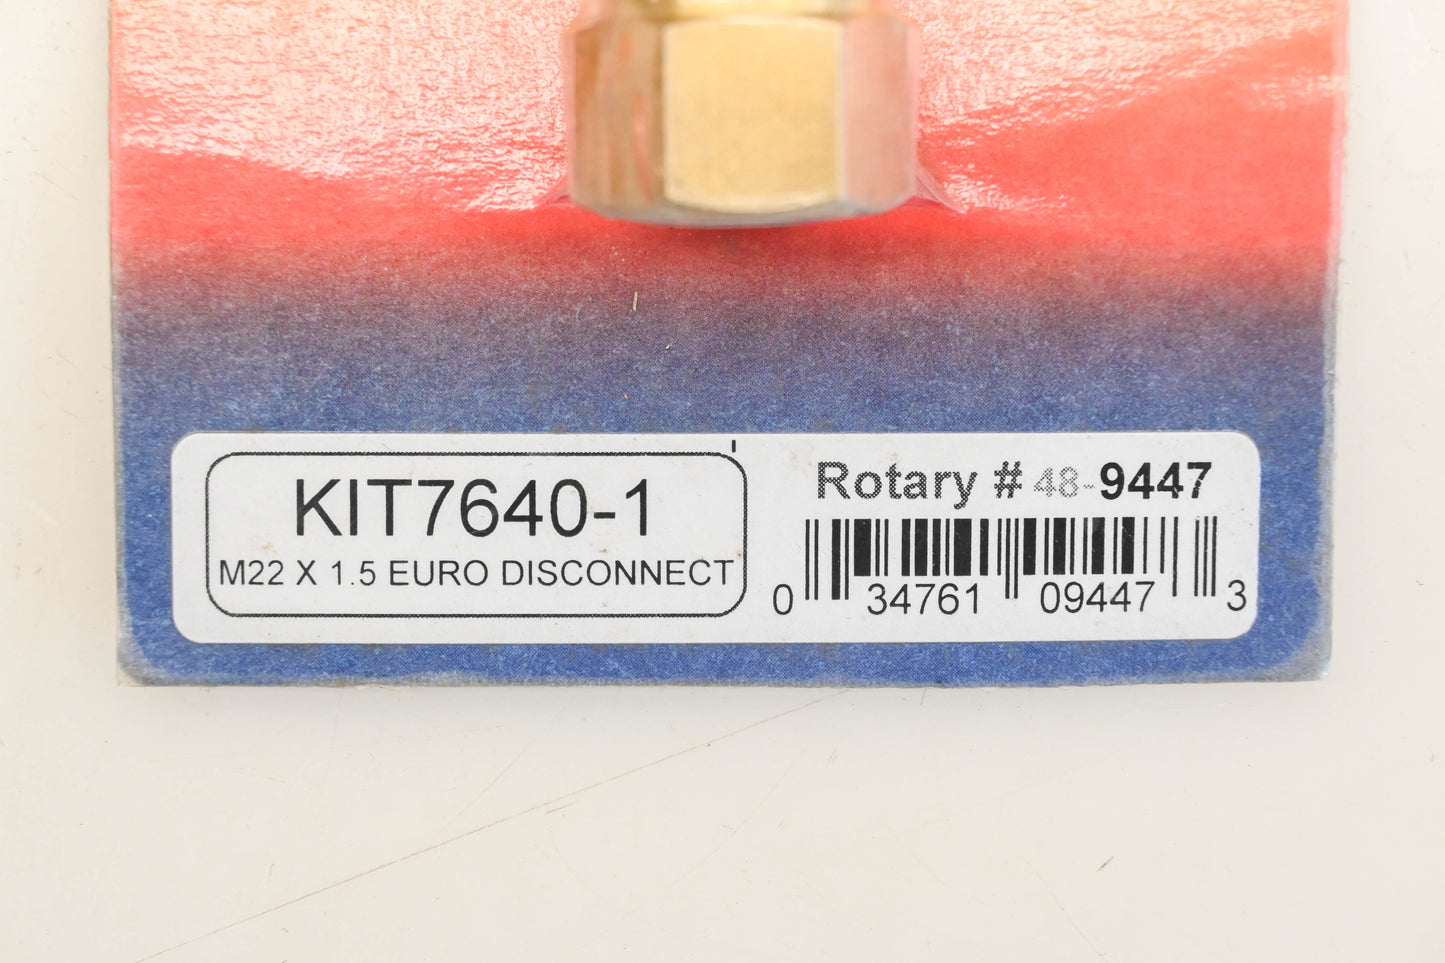 KIT7640-1
M22 X 1.5 EURO DISCONNECT
Rotary # 48-9447
0 34761 09447 3